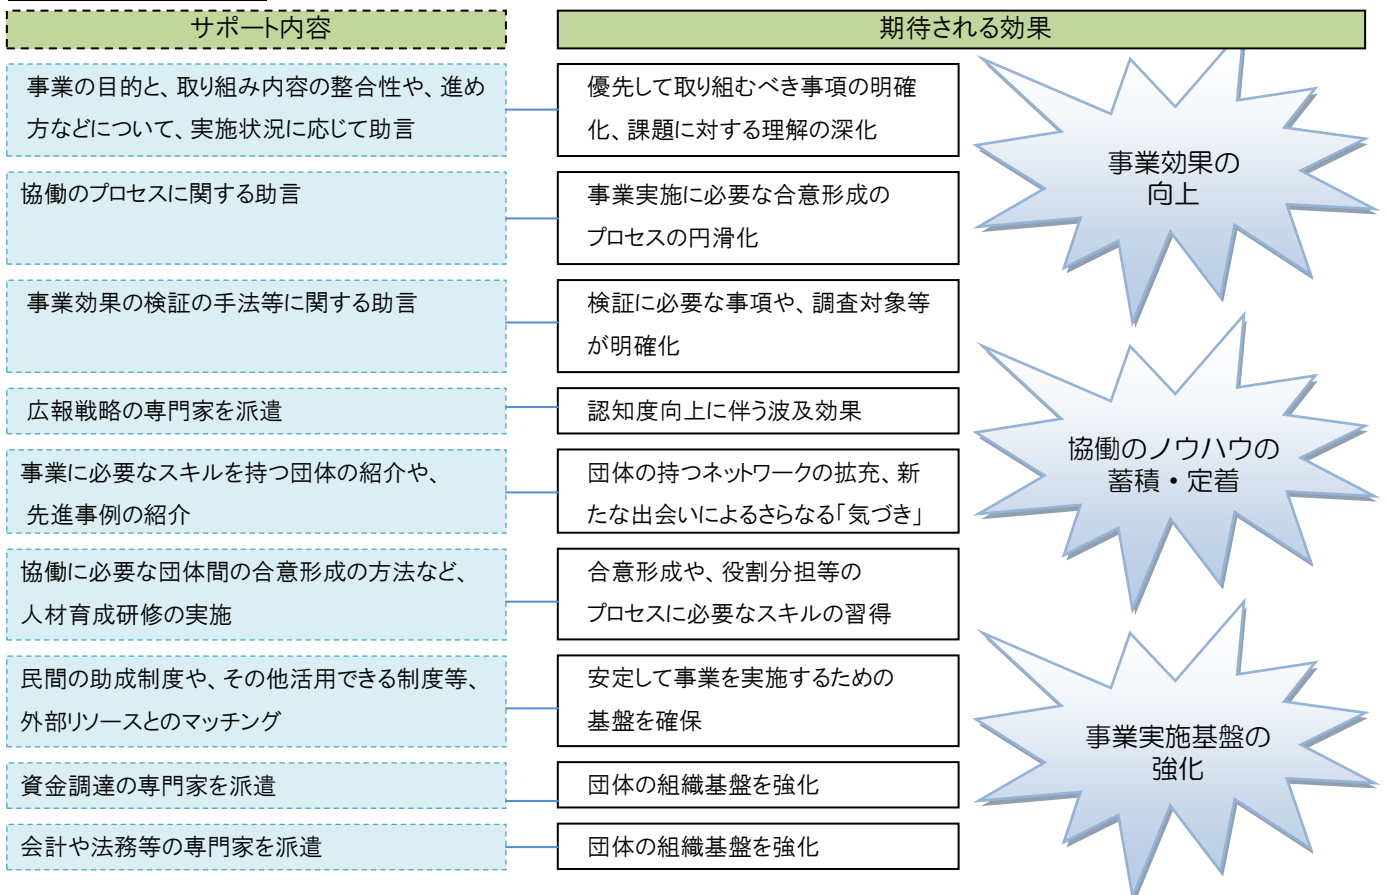 サポート内容
期待される効果
事業の目的と、取り組み内容の整合性や、進め
方などについて、実施状況に応じて助言
優先して取り組むべき事項の明確
化、課題に対する理解の深化
協働のプロセスに関する助言
事業実施に必要な合意形成の
プロセスの円滑化
事業効果の検証の手法等に関する助言
検証に必要な事項や、調査対象等
が明確化
広報戦略の専門家を派遣
認知度向上に伴う波及効果
事業に必要なスキルを持つ団体の紹介や、
先進事例の紹介
団体の持つネットワークの拡充、新
たな出会いによるさらなる「気づき」
協働に必要な団体間の合意形成の方法など、
人材育成研修の実施
合意形成や、役割分担等の
プロセスに必要なスキルの習得
民間の助成制度や、その他活用できる制度等、
外部リソースとのマッチング
安定して事業を実施するための
基盤を確保
資金調達の専門家を派遣
団体の組織基盤を強化
会計や法務等の専門家を派遣
団体の組織基盤を強化
事業効果の
向上
協働のノウハウの
蓄積・定着
事業実施基盤の
強化